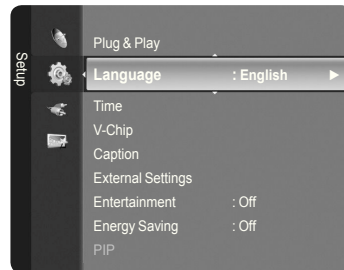 Setup
Plug & Play
Language : English
Time
V-Chip
Caption
External Settings
Entertainment : Off
Energy Saving : Off
PIP